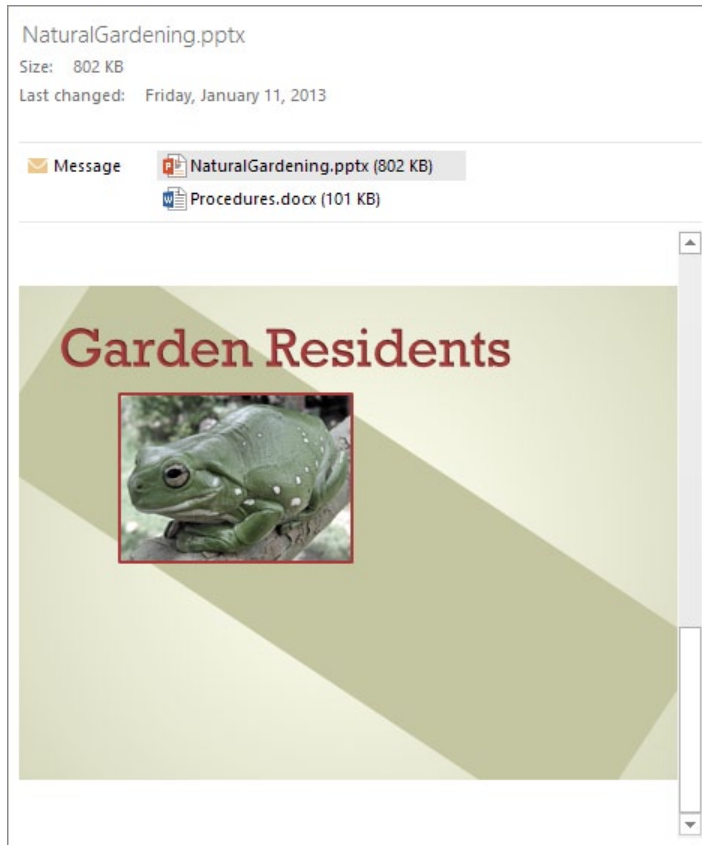 NaturalGardening.pptx
Size: 802 KB
Last changed: Friday, January 11, 2013
Message NaturalGardening.pptx (802 KB)
Procedures.docx (101 KB)
Garden Residents